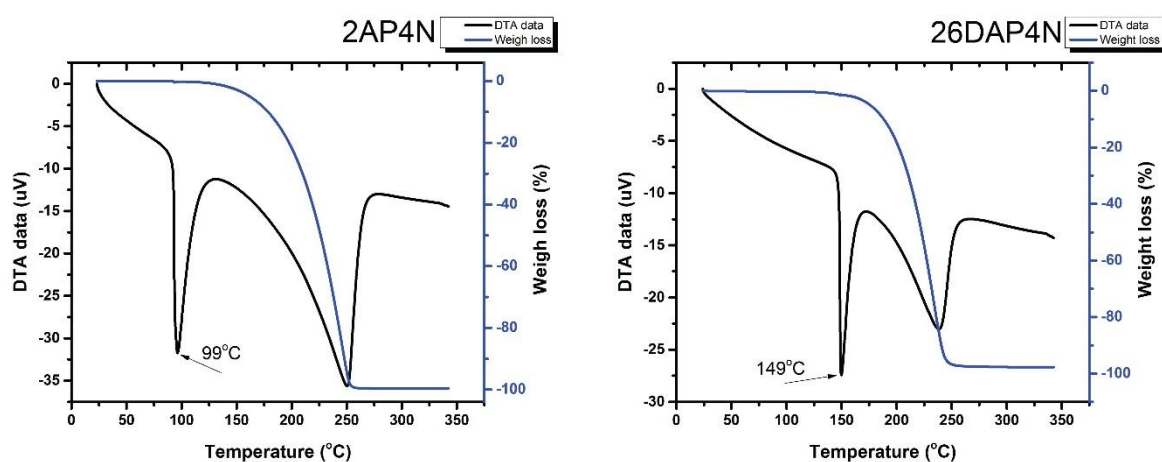 2AP4N
DTA data
Weigh loss
0
-5
-10
-15
-20
-25
-30
-35
DTA data (uV)
0
-20
-40
-60
-80
-100
Weigh loss (%)
99°C
0 50 100 150 200 250 300 350
Temperature (°C)
26DAP4N
DTA data
Weight loss
0
-5
-10
-15
-20
-25
-30
DTA data (uV)
0
-20
-40
-60
-80
-100
Weight loss (%)
149°C
0 50 100 150 200 250 300 350
Temperature (°C)